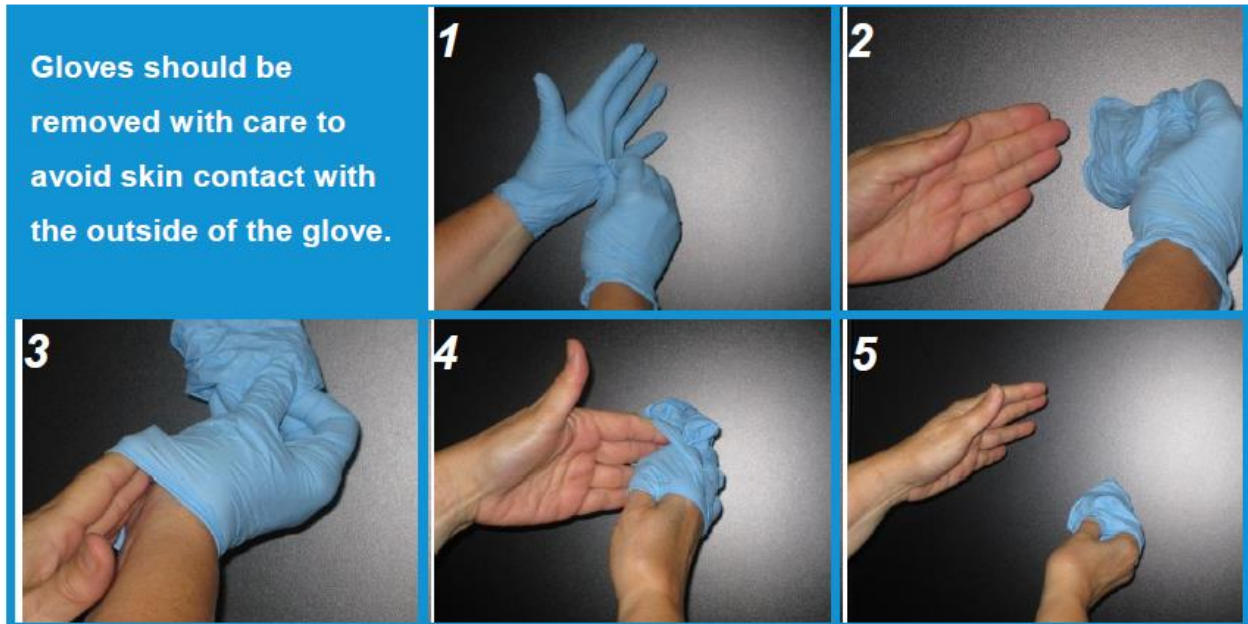 Gloves should be
removed with care to
avoid skin contact with
the outside of the glove.
1
2
3
4
5